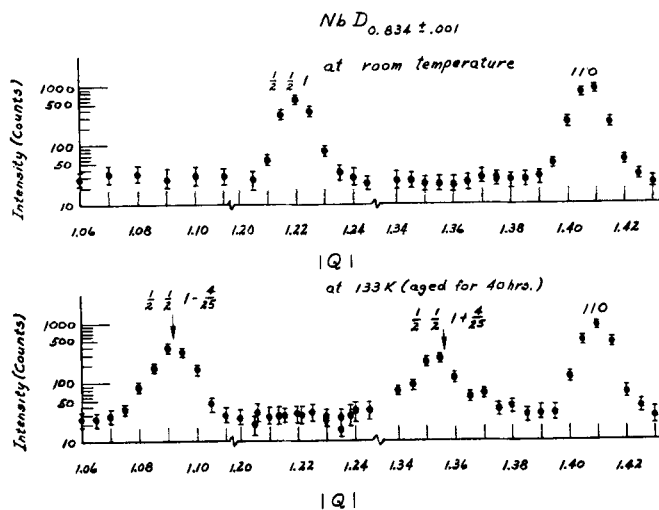 Nb D0.834 ± .001
at room temperature
1/2 1/2 1
110
Intensity (Counts)
1000
500
100
50
10
1.06 1.08 1.10 1.20 1.22 1.24 1.34 1.36 1.38 1.40 1.42
|Q|
at 133K (aged for 40hrs.)
1/2 1/2 1-4/25
1/2 1/2 1+4/25
110
Intensity (Counts)
1000
500
100
50
10
1.06 1.08 1.10 1.20 1.22 1.24 1.34 1.36 1.38 1.40 1.42
|Q|